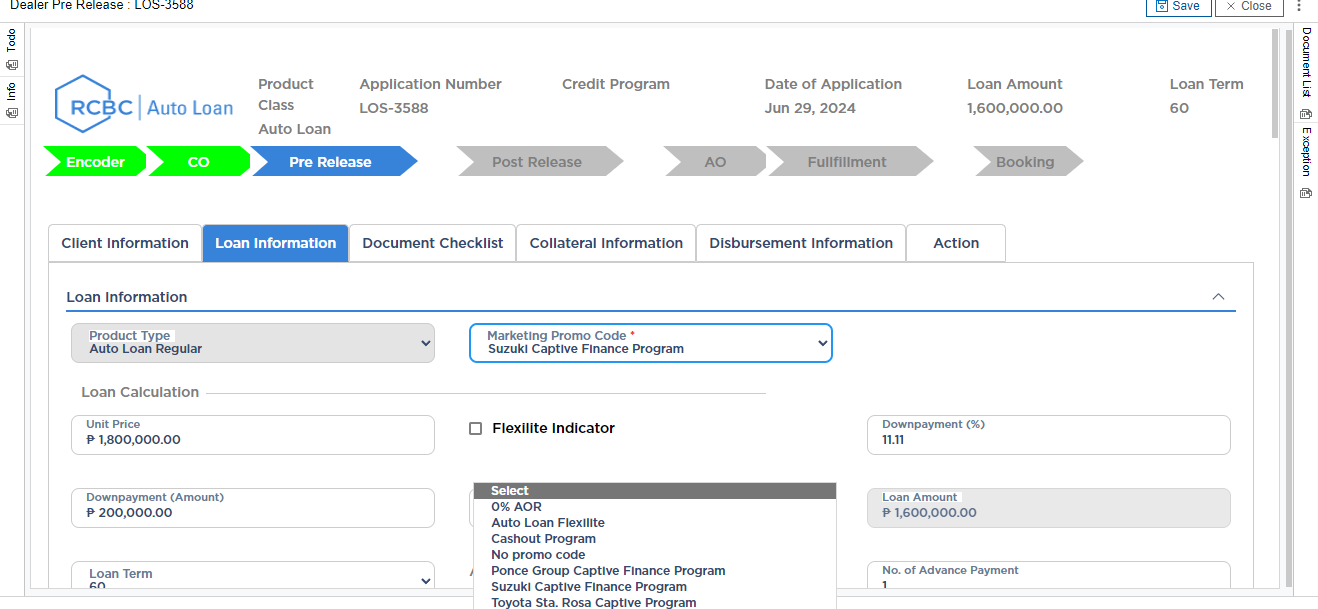 Dealer Pre Release : LOS-3588
Save
Close
Todo
Info
Document List
Exception
RCBC Auto Loan
Product Class
Auto Loan
Application Number
LOS-3588
Credit Program
Date of Application
Jun 29, 2024
Loan Amount
1,600,000.00
Loan Term
60
Encoder
CO
Pre Release
Post Release
AO
Fullfillment
Booking
Client Information
Loan Information
Document Checklist
Collateral Information
Disbursement Information
Action
Loan Information
Product Type
Auto Loan Regular
Marketing Promo Code *
Suzuki Captive Finance Program
Loan Calculation
Unit Price
₱ 1,800,000.00
Flexilite Indicator
Downpayment (%)
11.11
Downpayment (Amount)
₱ 200,000.00
Select
0% AOR
Auto Loan Flexilite
Cashout Program
No promo code
Ponce Group Captive Finance Program
Suzuki Captive Finance Program
Toyota Sta. Rosa Captive Program
Loan Amount
₱ 1,600,000.00
Loan Term
60
No. of Advance Payment
1